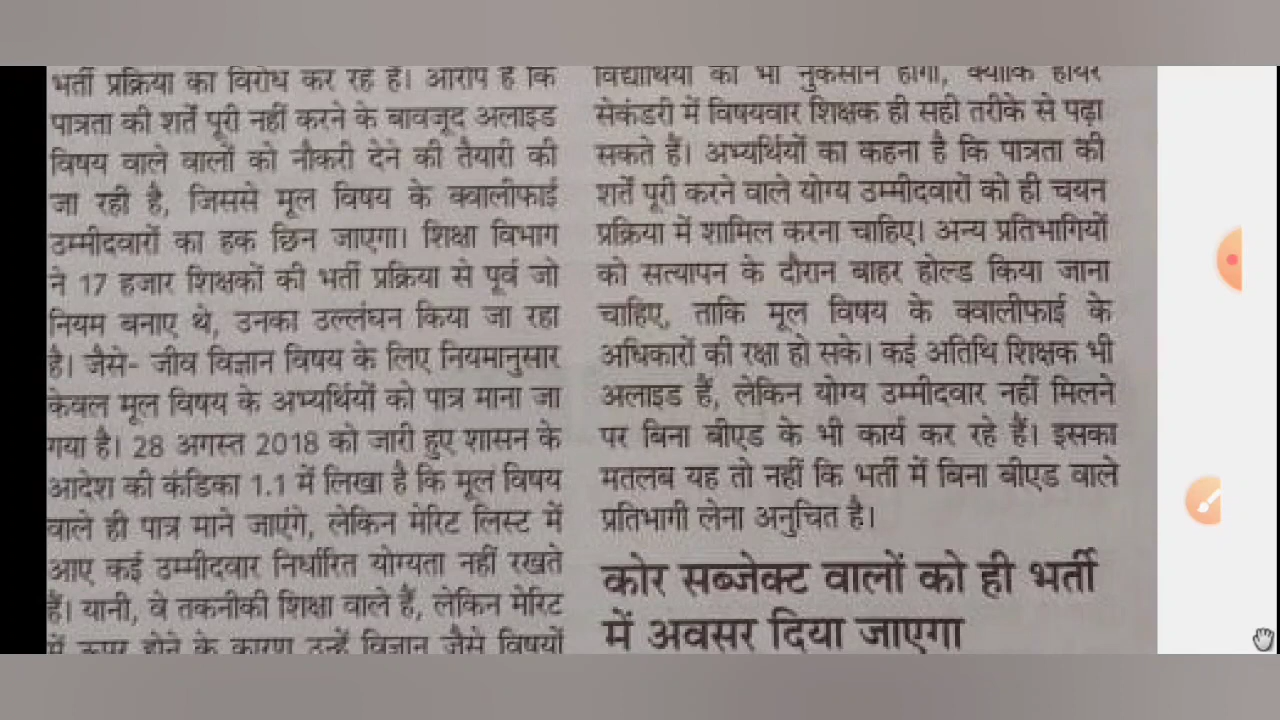 भर्ती प्रक्रिया का विरोध कर रहे हैं। आरोप है कि
पात्रता की शर्तें पूरी नहीं करने के बावजूद अलाइड
विषय वाले वालों को नौकरी देने की तैयारी की
जा रही है, जिससे मूल विषय के क्वालीफाई
उम्मीदवारों का हक छिन जाएगा। शिक्षा विभाग
ने 17 हजार शिक्षकों की भर्ती प्रक्रिया से पूर्व जो
नियम बनाए थे, उनका उल्लंघन किया जा रहा
है। जैसे- जीव विज्ञान विषय के लिए नियमानुसार
केवल मूल विषय के अभ्यर्थियों को पात्र माना जा
गया है। 28 अगस्त 2018 को जारी हुए शासन के
आदेश की कंडिका 1.1 में लिखा है कि मूल विषय
वाले ही पात्र माने जाएंगे, लेकिन मेरिट लिस्ट में
आए कई उम्मीदवार निर्धारित योग्यता नहीं रखते
हैं। यानी, वे तकनीकी शिक्षा वाले हैं, लेकिन मेरिट
में ऊपर होने के कारण उन्हें विज्ञान जैसे विषयों
विद्यार्थियों को भी नुकसान होगा, क्योंकि हायर
सेकंडरी में विषयवार शिक्षक ही सही तरीके से पढ़ा
सकते हैं। अभ्यर्थियों का कहना है कि पात्रता की
शर्तें पूरी करने वाले योग्य उम्मीदवारों को ही चयन
प्रक्रिया में शामिल करना चाहिए। अन्य प्रतिभागियों
को सत्यापन के दौरान बाहर होल्ड किया जाना
चाहिए, ताकि मूल विषय के क्वालीफाई के
अधिकारों की रक्षा हो सके। कई अतिथि शिक्षक भी
अलाइड हैं, लेकिन योग्य उम्मीदवार नहीं मिलने
पर बिना बीएड के भी कार्य कर रहे हैं। इसका
मतलब यह तो नहीं कि भर्ती में बिना बीएड वाले
प्रतिभागी लेना अनुचित है।
कोर सब्जेक्ट वालों को ही भर्ती
में अवसर दिया जाएगा